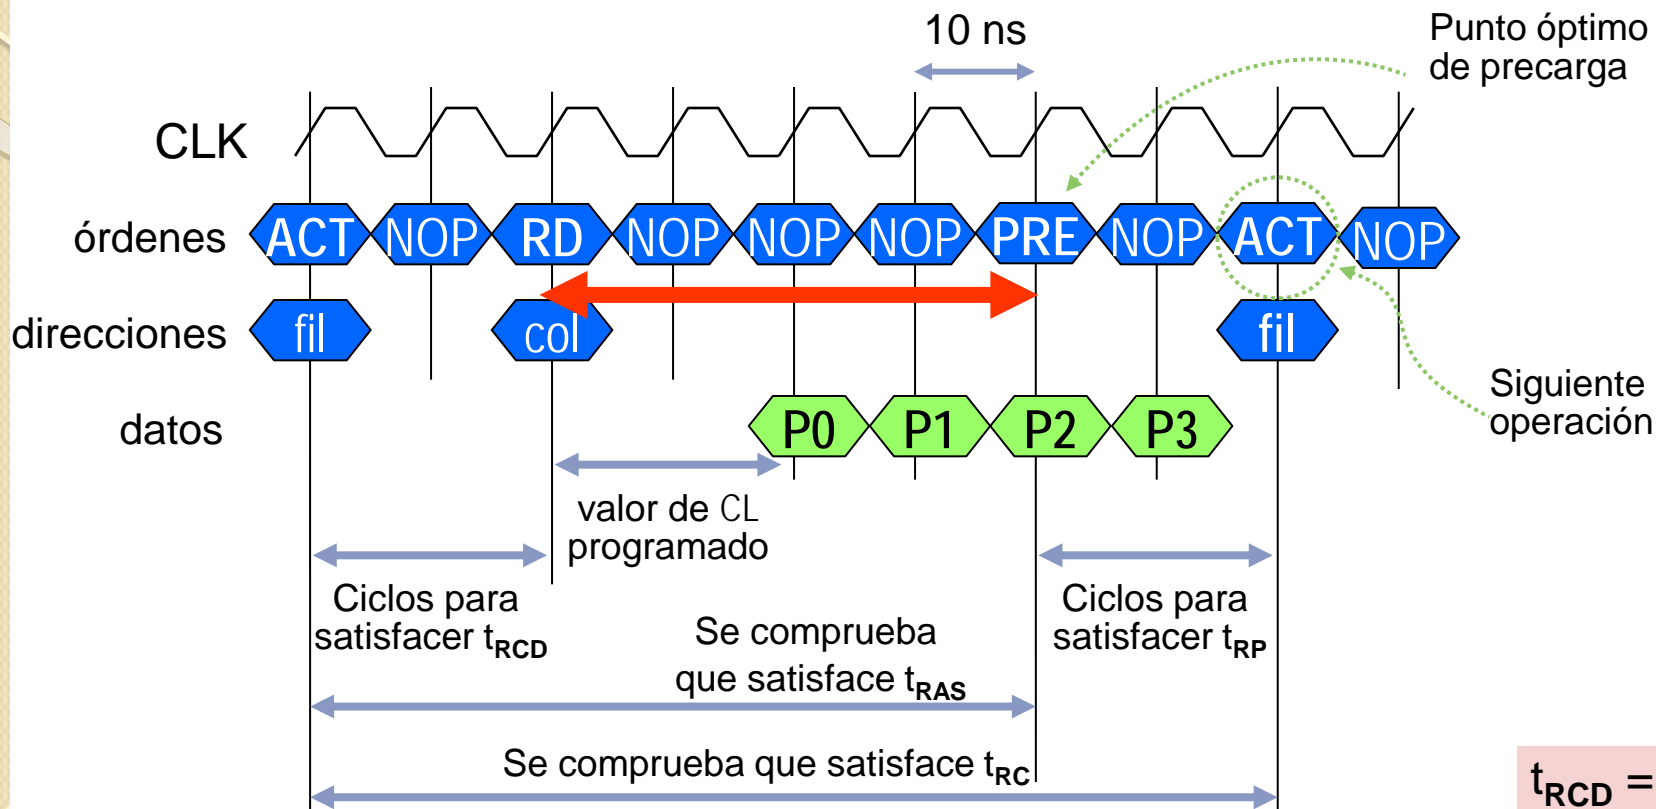 10 ns
Punto óptimo
de precarga
CLK
órdenes
ACT NOP RD NOP NOP NOP PRE NOP ACT NOP
direcciones
fil col fil
Siguiente
operación
datos
P0 P1 P2 P3
valor de CL
programado
Ciclos para
satisfacer tRCD
Ciclos para
satisfacer tRP
Se comprueba
que satisface tRAS
Se comprueba que satisface tRC
tRCD =